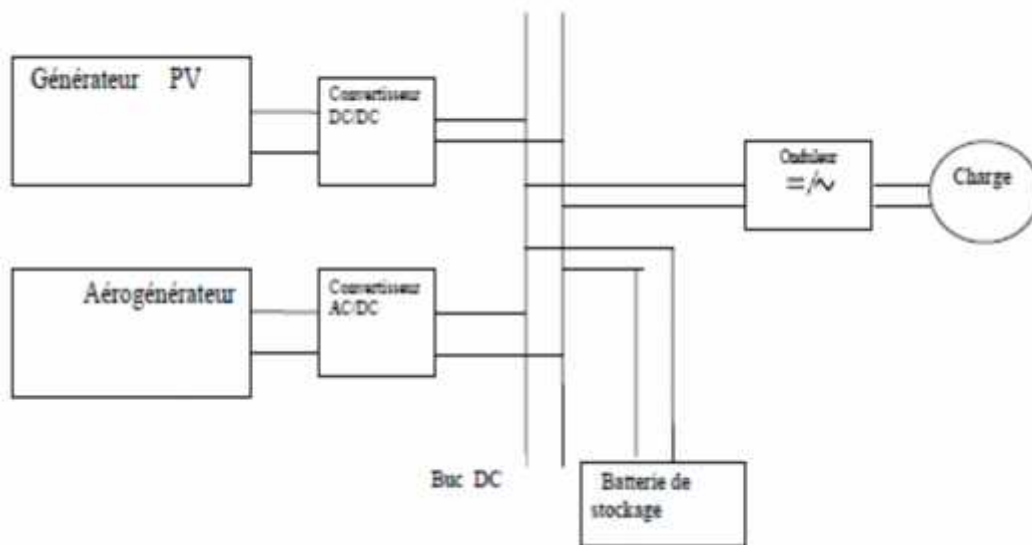 Générateur PV
Convertisseur
DC/DC
Onduleur
=/~
Charge
Aérogénérateur
Convertisseur
AC/DC
Buc DC
Batterie de
stockage